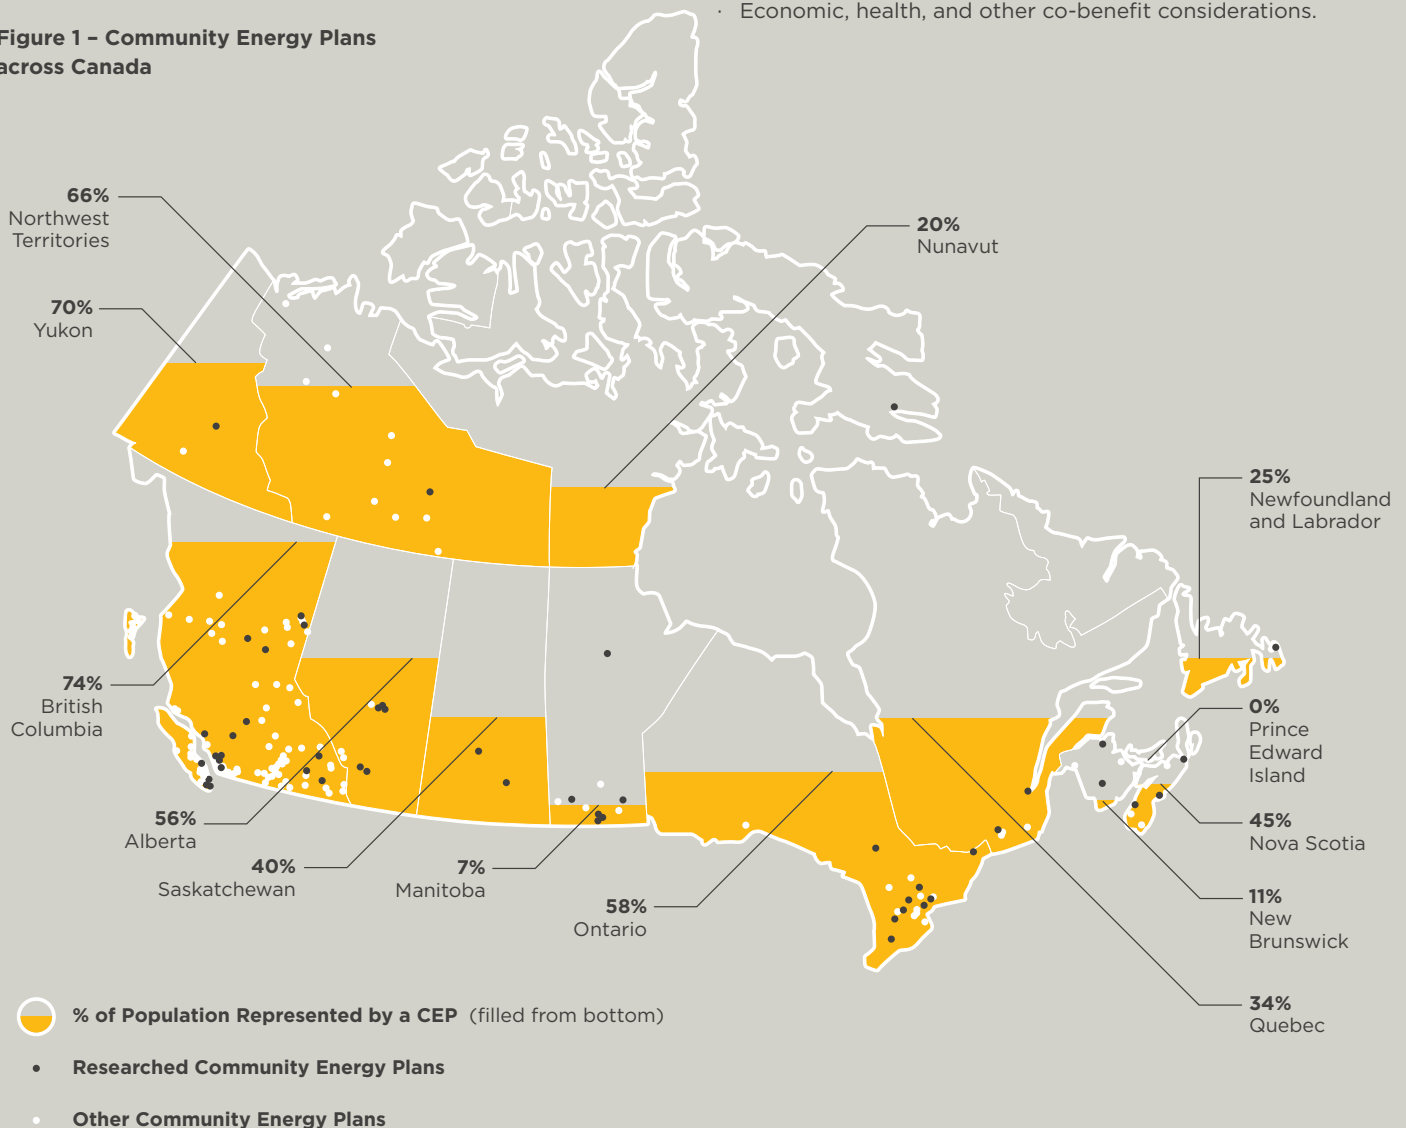 · Economic, health, and other co-benefit considerations.
Figure 1 – Community Energy Plans
across Canada
66%
Northwest
Territories
20%
Nunavut
70%
Yukon
25%
Newfoundland
and Labrador
74%
British
Columbia
0%
Prince
Edward
Island
56%
Alberta
45%
Nova Scotia
40%
Saskatchewan
7%
Manitoba
58%
Ontario
11%
New
Brunswick
34%
Quebec
% of Population Represented by a CEP (filled from bottom)
Researched Community Energy Plans
Other Community Energy Plans